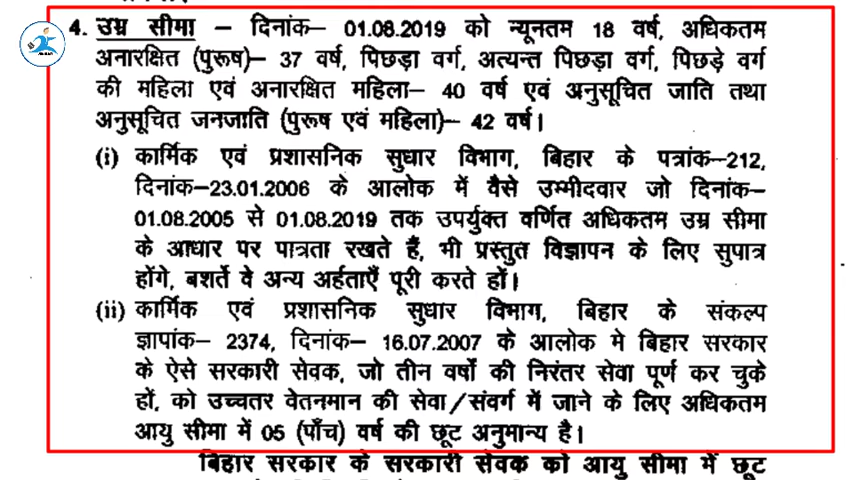 4. उम्र सीमा – दिनांक– 01.08.2019 को न्यूनतम 18 वर्ष, अधिकतम
अनारक्षित (पुरूष)– 37 वर्ष, पिछड़ा वर्ग, अत्यन्त पिछड़ा वर्ग, पिछड़े वर्ग
की महिला एवं अनारक्षित महिला– 40 वर्ष एवं अनुसूचित जाति तथा
अनुसूचित जनजाति (पुरूष एवं महिला)– 42 वर्ष।
(i) कार्मिक एवं प्रशासनिक सुधार विभाग, बिहार के पत्रांक–212,
दिनांक–23.01.2006 के आलोक में वैसे उम्मीदवार जो दिनांक–
01.08.2005 से 01.08.2019 तक उपर्युक्त वर्णित अधिकतम उम्र सीमा
के आधार पर पात्रता रखते हैं, भी प्रस्तुत विज्ञापन के लिए सुपात्र
होंगे, बशर्ते वे अन्य अर्हताएँ पूरी करते हों।
(ii) कार्मिक एवं प्रशासनिक सुधार विभाग, बिहार के संकल्प
ज्ञापांक– 2374, दिनांक– 16.07.2007 के आलोक मे बिहार सरकार
के ऐसे सरकारी सेवक, जो तीन वर्षों की निरंतर सेवा पूर्ण कर चुके
हों, को उच्चतर वेतनमान की सेवा/संवर्ग में जाने के लिए अधिकतम
आयु सीमा में 05 (पाँच) वर्ष की छूट अनुमान्य है।
बिहार सरकार के सरकारी सेवक को आयु सीमा में छूट